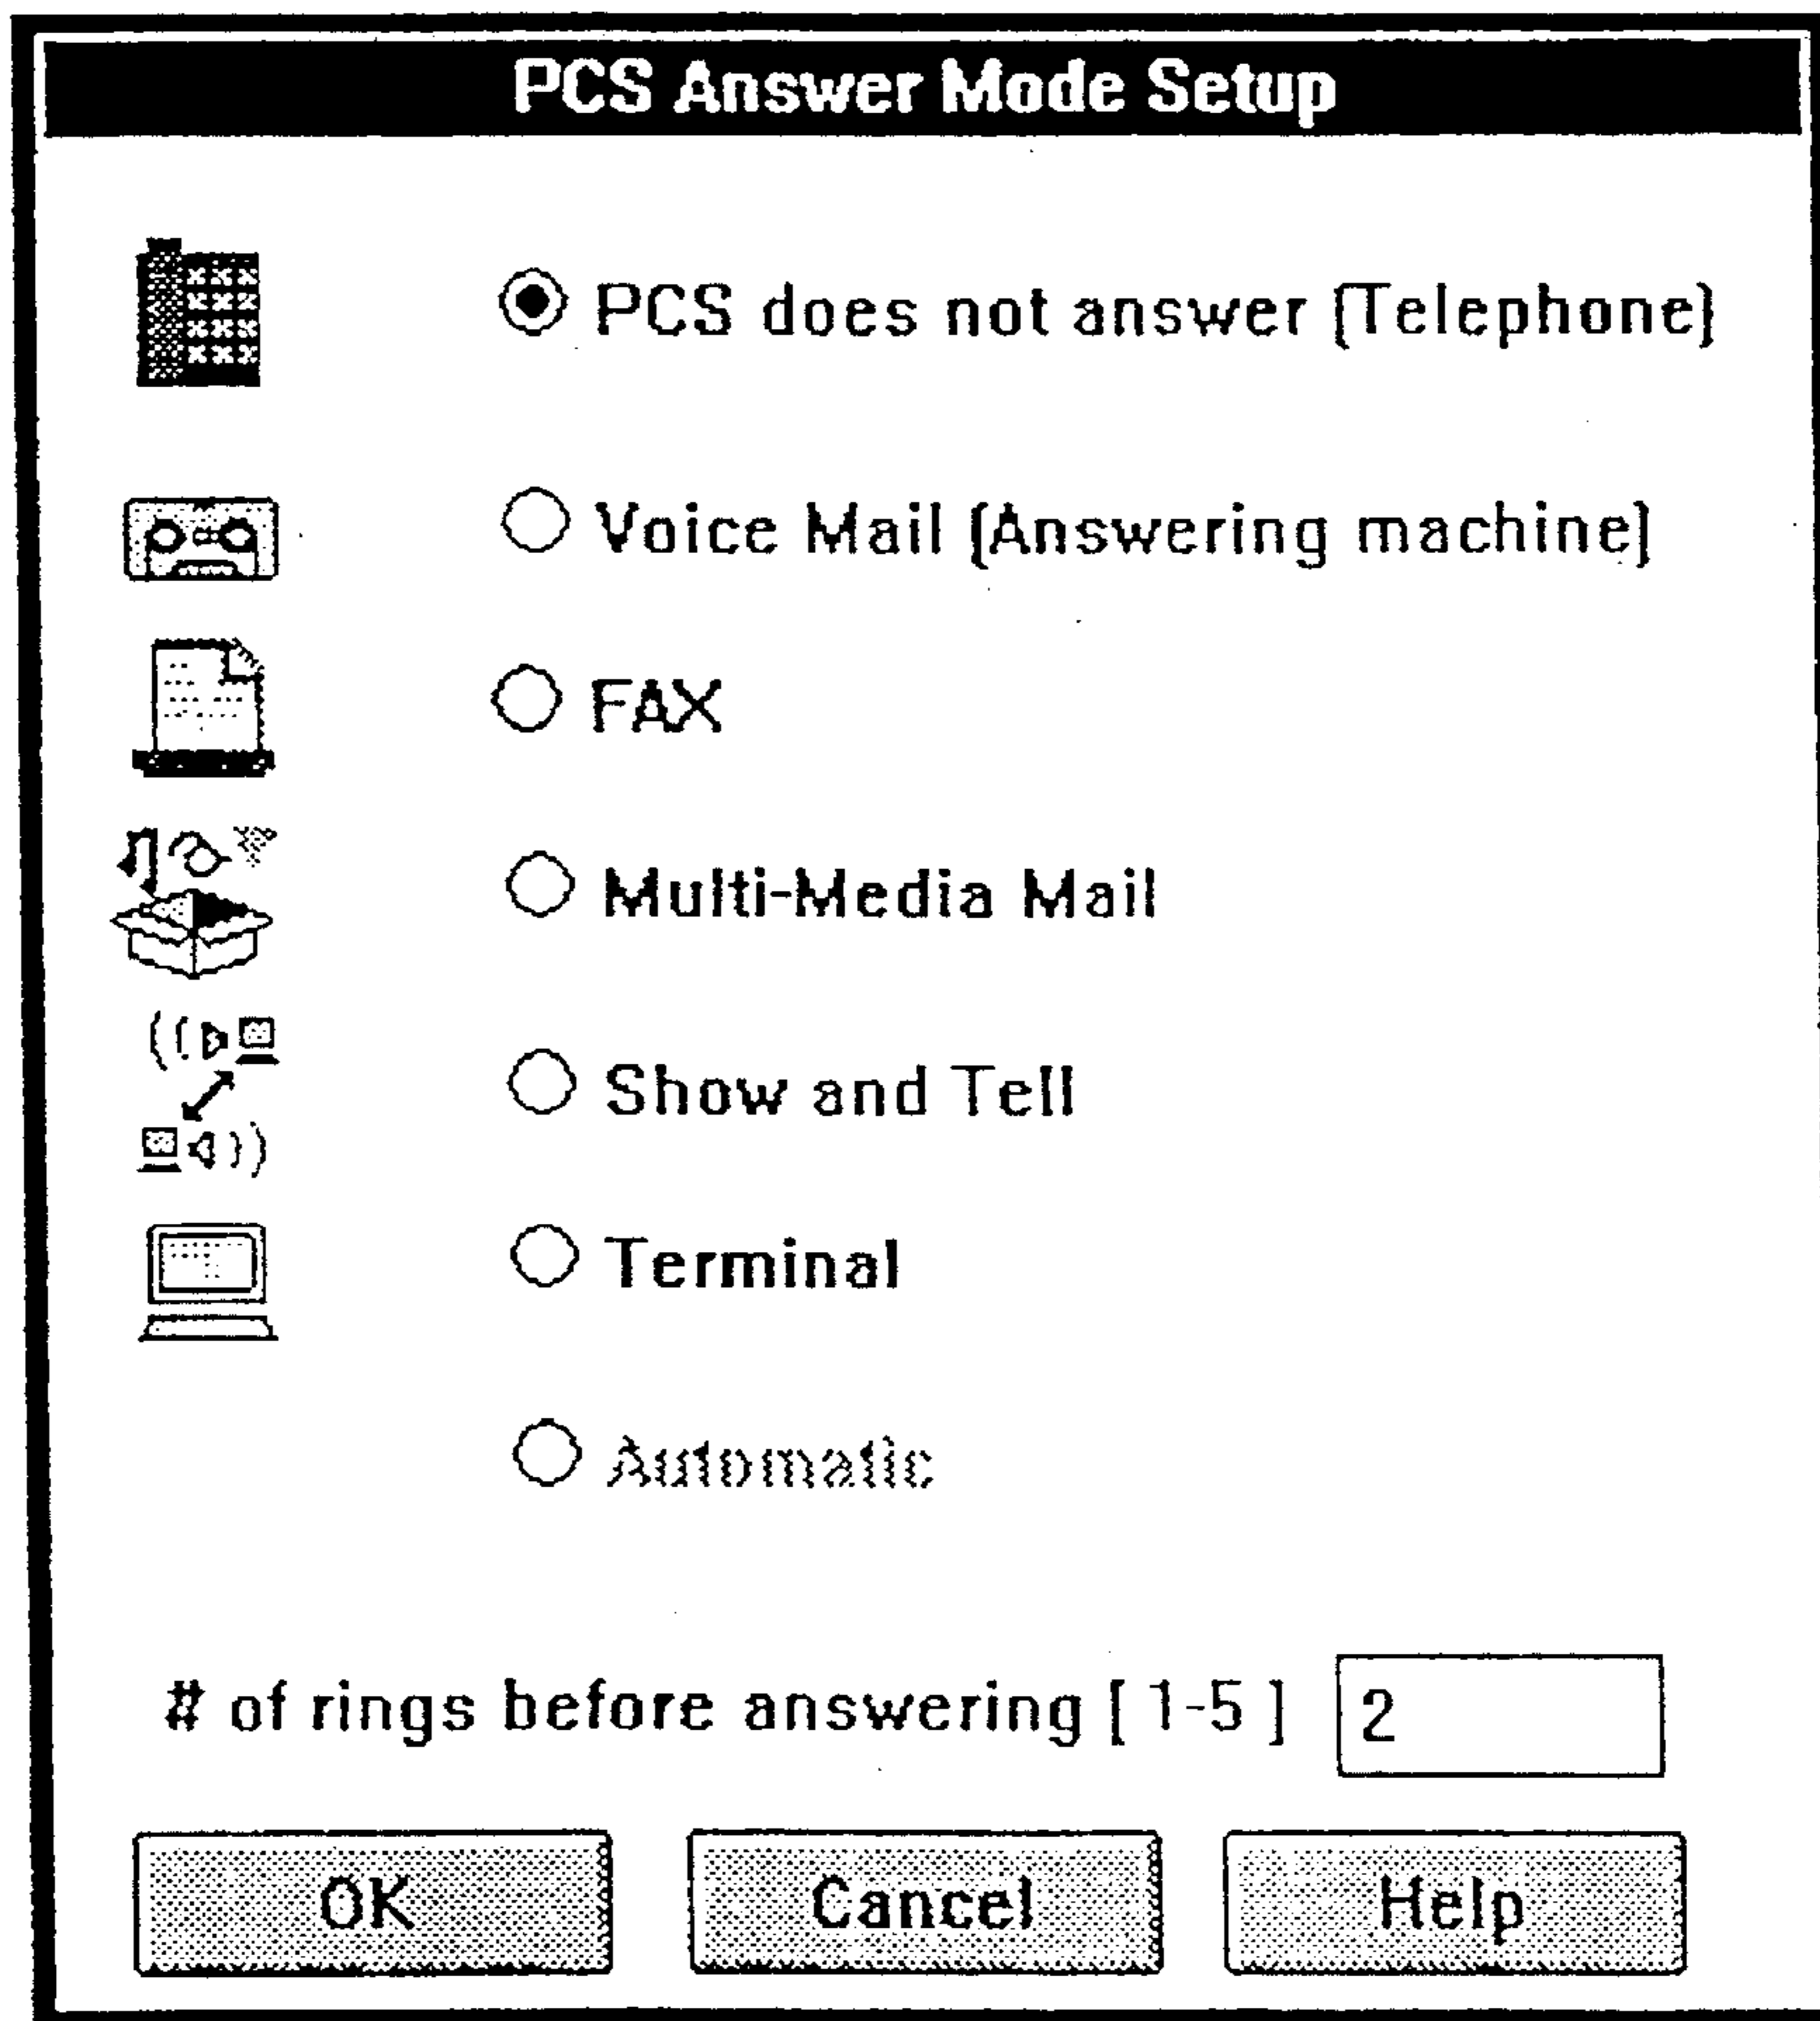 PCS Answer Mode Setup
PCS does not answer (Telephone)
Voice Mail (Answering machine)
FAX
Multi-Media Mail
Show and Tell
Terminal
Automatic
# of rings before answering [ 1-5 ] 2
OK Cancel Help